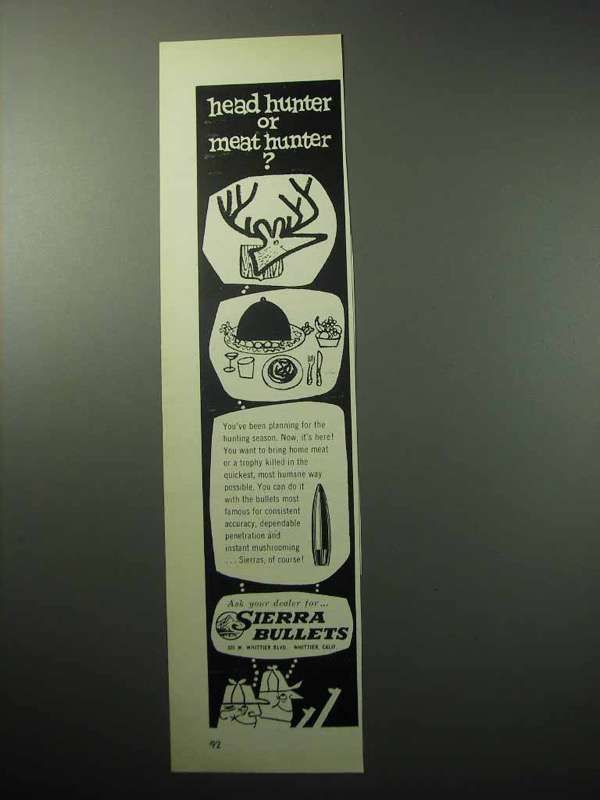 head hunter
or
meat hunter
?
You've been planning for the
hunting season. Now, it's here!
You want to bring home meat
or a trophy killed in the
quickest, most humane way
possible. You can do it
with the bullets most
famous for consistent
accuracy, dependable
penetration and
instant mushrooming
... Sierras, of course!
Ask your dealer for...
SIERRA
BULLETS
W. WHITTIER BLVD. WHITTIER, CALIF
92